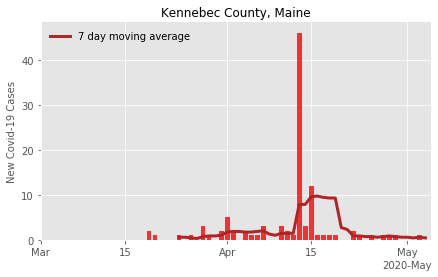 Kennebec County, Maine
7 day moving average
New Covid-19 Cases
40
30
20
10
0
Mar
15
Apr
15
May
2020-May